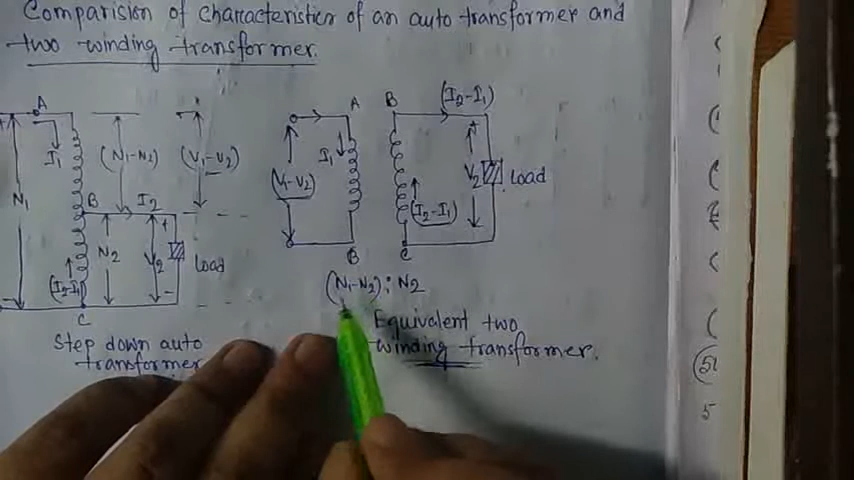 Comparision of characteristics of an auto transformer and
two winding transformer
A
I1
N1
(N1-N2)
(V1-V2)
B
I2
N2
V2
+
-
Load
(I2-I1)
C
Step down auto
transformer
A
I1
(V1-V2)
B
B
(I2-I1)
+
V2
-
Load
(I2-I1)
C
(N1-N2) : N2
Equivalent two
winding transformer.